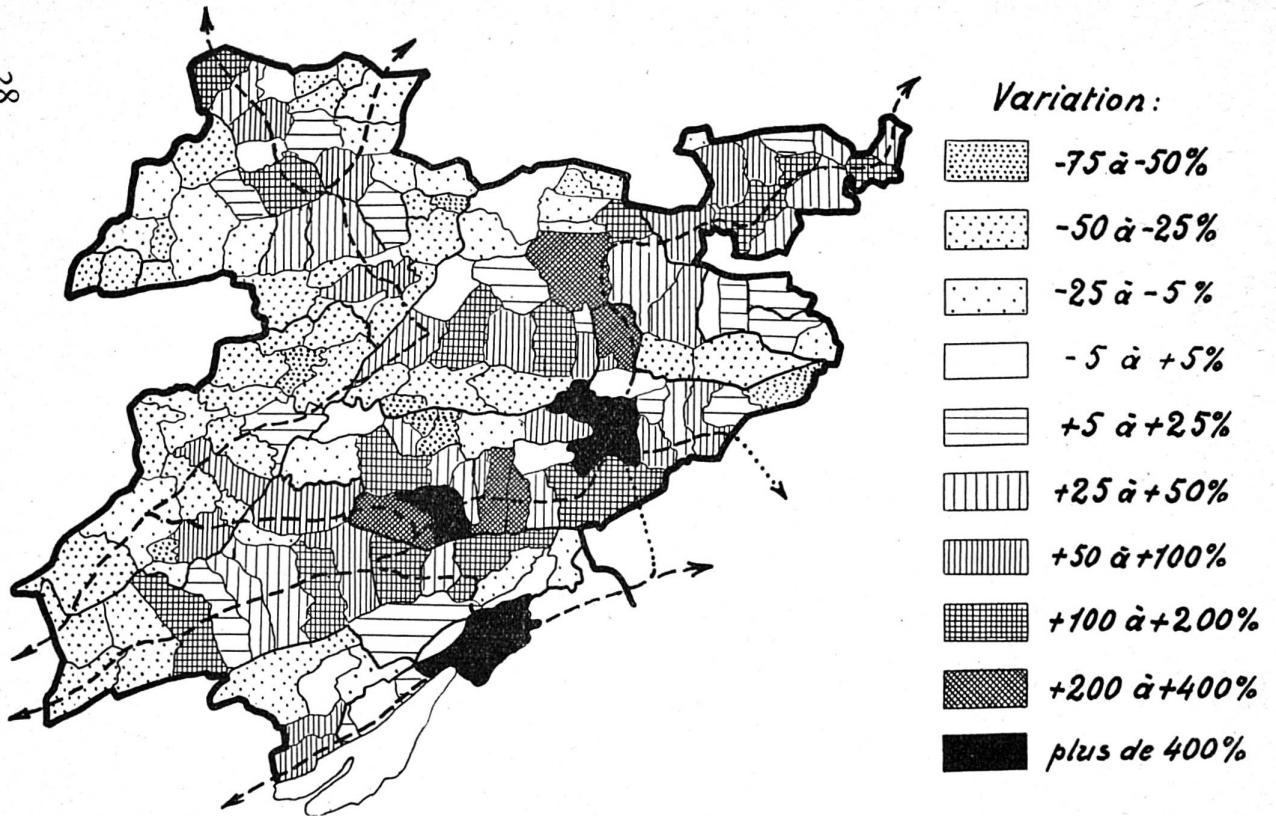 28
Variation:
-75 à -50%
-50 à -25%
-25 à -5%
-5 à +5%
+5 à +25%
+25 à +50%
+50 à +100%
+100 à +200%
+200 à +400%
plus de 400%